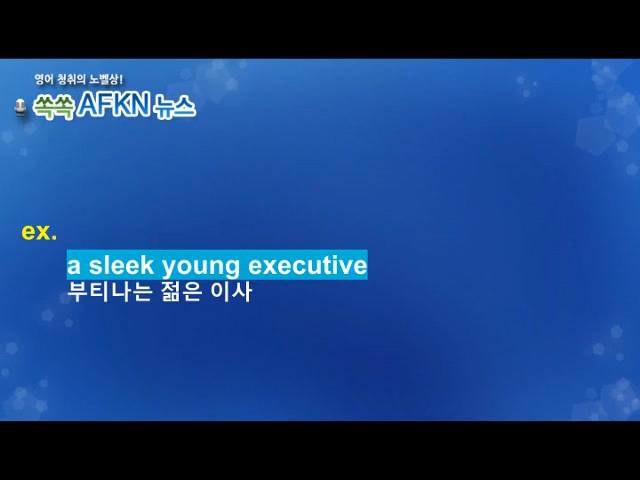 영어 청취의 노벨상!
쏙쏙 AFKN 뉴스
ex.
a sleek young executive
부티나는 젊은 이사